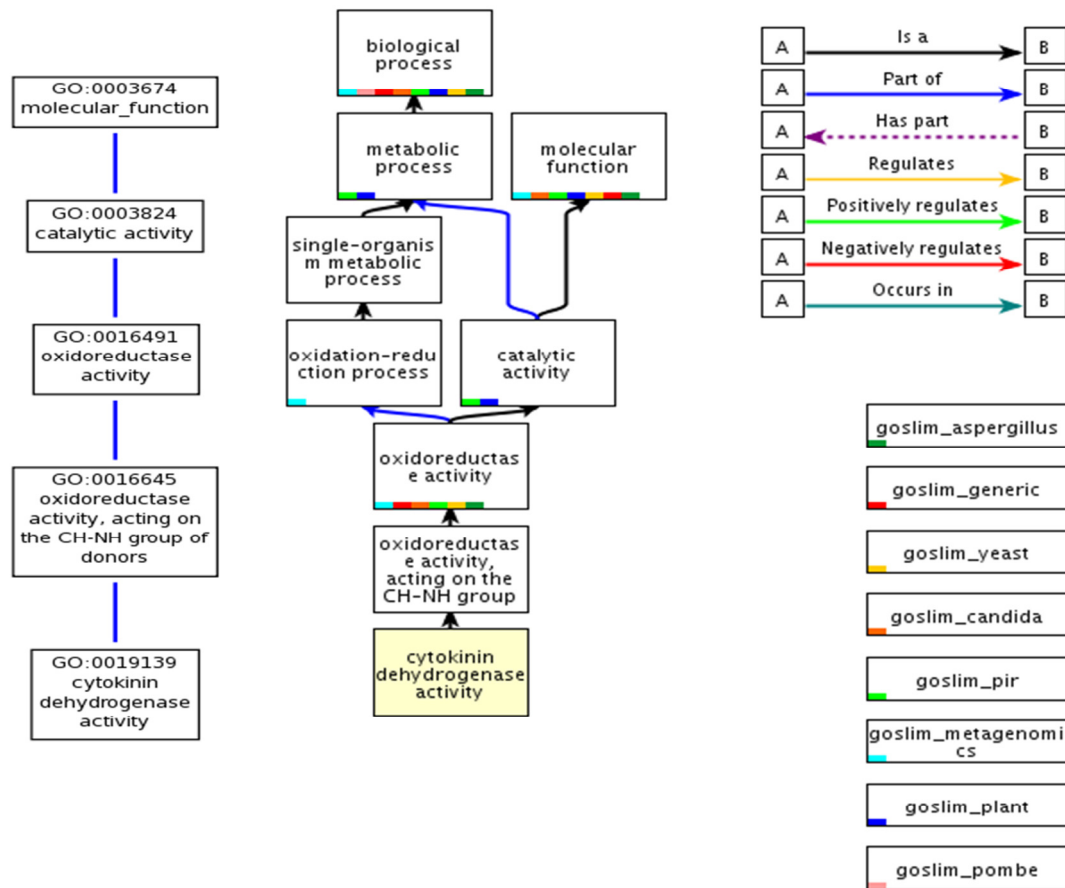 GO:0003674
molecular_function
GO:0003824
catalytic activity
GO:0016491
oxidoreductase
activity
GO:0016645
oxidoreductase
activity, acting on
the CH-NH group of
donors
GO:0019139
cytokinin
dehydrogenase
activity
biological
process
metabolic
process
molecular
function
single-organis
m metabolic
process
oxidation-redu
ction process
catalytic
activity
oxidoreductas
e activity
oxidoreductas
e activity,
acting on the
CH-NH group
cytokinin
dehydrogenase
activity
A Is a B
A Part of B
A Has part B
A Regulates B
A Positively regulates B
A Negatively regulates B
A Occurs in B
goslim_aspergillus
goslim_generic
goslim_yeast
goslim_candida
goslim_pir
goslim_metagenomi
cs
goslim_plant
goslim_pombe